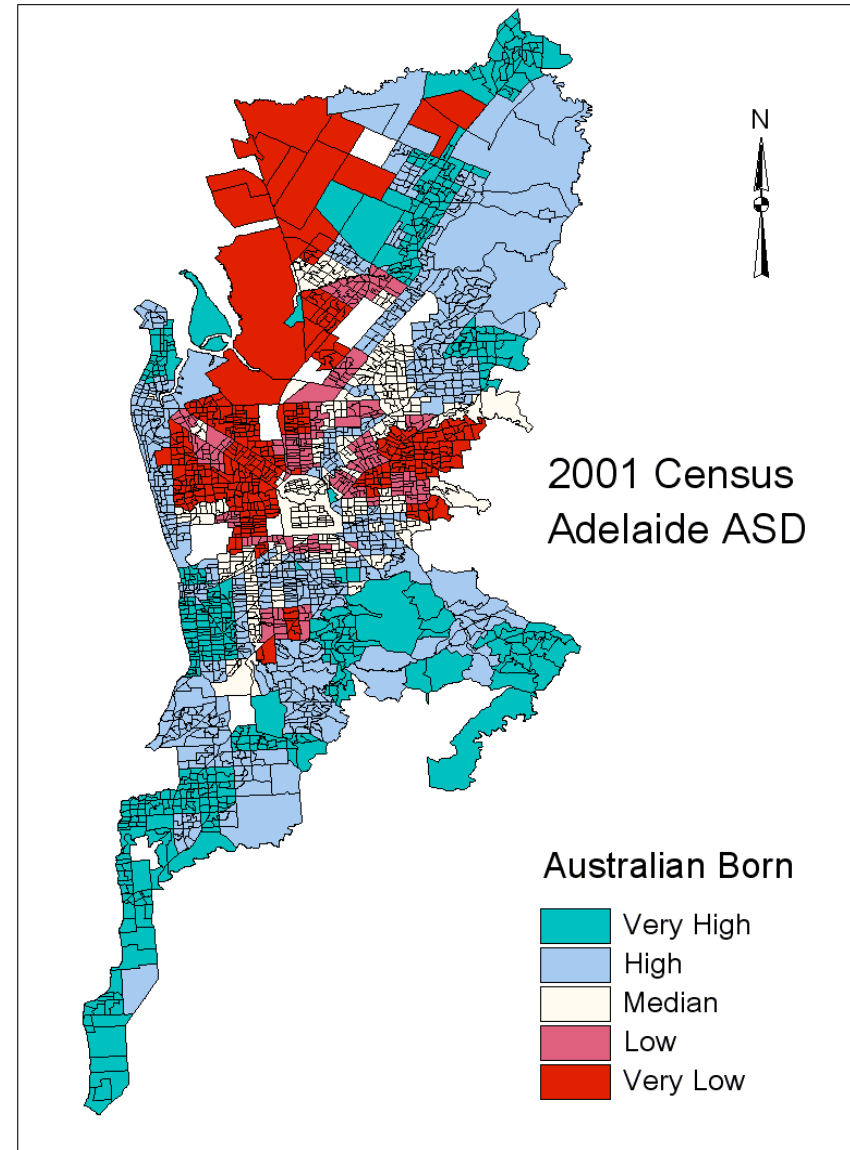 N
2001 Census
Adelaide ASD
Australian Born
Very High
High
Median
Low
Very Low